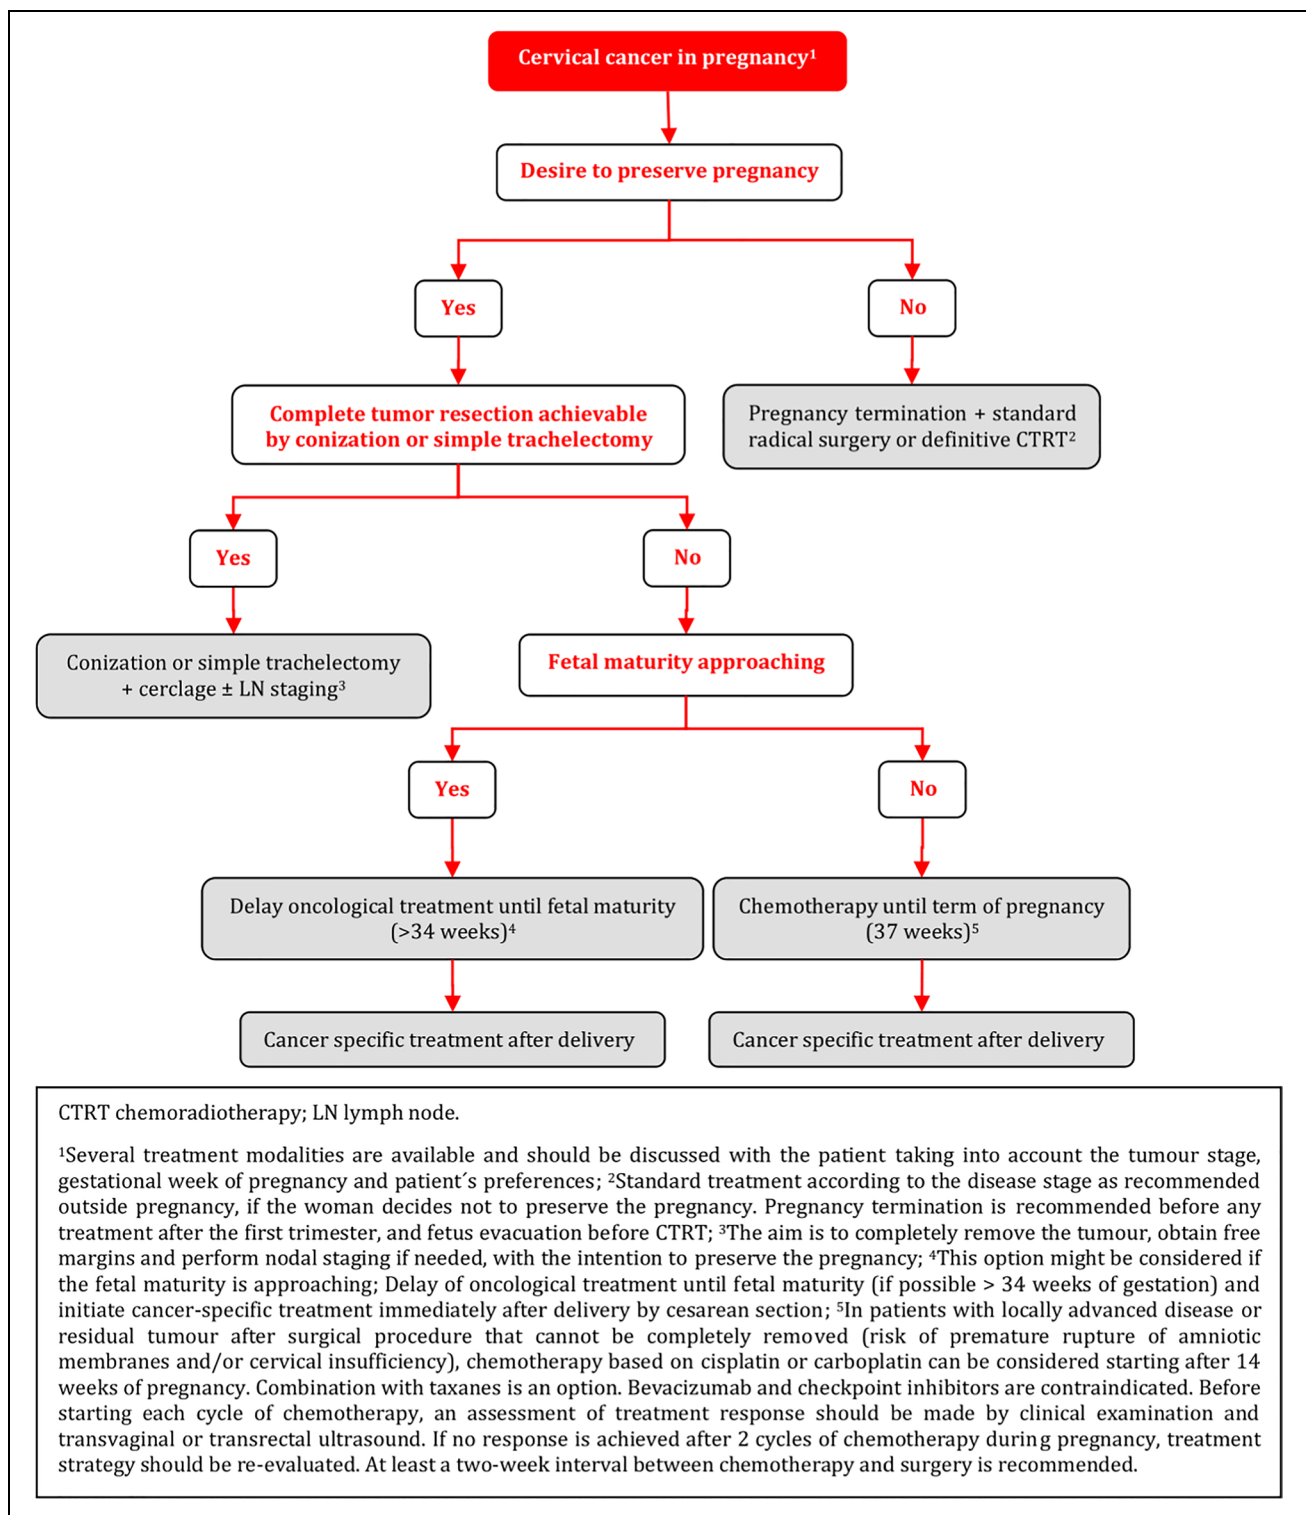 Cervical cancer in pregnancy¹
Desire to preserve pregnancy
Yes
No
Complete tumor resection achievable
by conization or simple trachelectomy
Pregnancy termination + standard
radical surgery or definitive CTRT²
Yes
No
Conization or simple trachelectomy
+ cerclage ± LN staging³
Fetal maturity approaching
Yes
No
Delay oncological treatment until fetal maturity
(>34 weeks)⁴
Chemotherapy until term of pregnancy
(37 weeks)⁵
Cancer specific treatment after delivery
Cancer specific treatment after delivery
CTRT chemoradiotherapy; LN lymph node.
¹Several treatment modalities are available and should be discussed with the patient taking into account the tumour stage,
gestational week of pregnancy and patient´s preferences; ²Standard treatment according to the disease stage as recommended
outside pregnancy, if the woman decides not to preserve the pregnancy. Pregnancy termination is recommended before any
treatment after the first trimester, and fetus evacuation before CTRT; ³The aim is to completely remove the tumour, obtain free
margins and perform nodal staging if needed, with the intention to preserve the pregnancy; ⁴This option might be considered if
the fetal maturity is approaching; Delay of oncological treatment until fetal maturity (if possible > 34 weeks of gestation) and
initiate cancer-specific treatment immediately after delivery by cesarean section; ⁵In patients with locally advanced disease or
residual tumour after surgical procedure that cannot be completely removed (risk of premature rupture of amniotic
membranes and/or cervical insufficiency), chemotherapy based on cisplatin or carboplatin can be considered starting after 14
weeks of pregnancy. Combination with taxanes is an option. Bevacizumab and checkpoint inhibitors are contraindicated. Before
starting each cycle of chemotherapy, an assessment of treatment response should be made by clinical examination and
transvaginal or transrectal ultrasound. If no response is achieved after 2 cycles of chemotherapy during pregnancy, treatment
strategy should be re-evaluated. At least a two-week interval between chemotherapy and surgery is recommended.